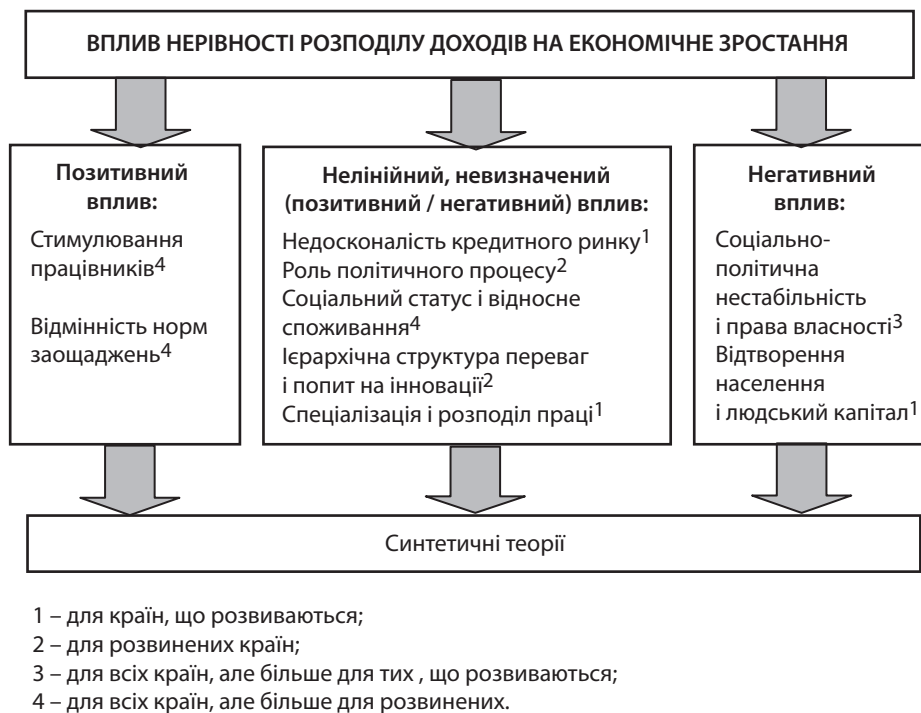 ВПЛИВ НЕРІВНОСТІ РОЗПОДІЛУ ДОХОДІВ НА ЕКОНОМІЧНЕ ЗРОСТАННЯ
Позитивний
вплив:
Стимулювання
працівників4
Відмінність норм
заощаджень4
Нелінійний, невизначений
(позитивний / негативний) вплив:
Недосконалість кредитного ринку1
Роль політичного процесу2
Соціальний статус і відносне
споживання4
Ієрархічна структура переваг
і попит на інновації2
Спеціалізація і розподіл праці1
Негативний
вплив:
Соціально-
політична
нестабільність
і права власності3
Відтворення
населення
і людський капітал1
Синтетичні теорії
1 – для країн, що розвиваються;
2 – для розвинених країн;
3 – для всіх країн, але більше для тих , що розвиваються;
4 – для всіх країн, але більше для розвинених.